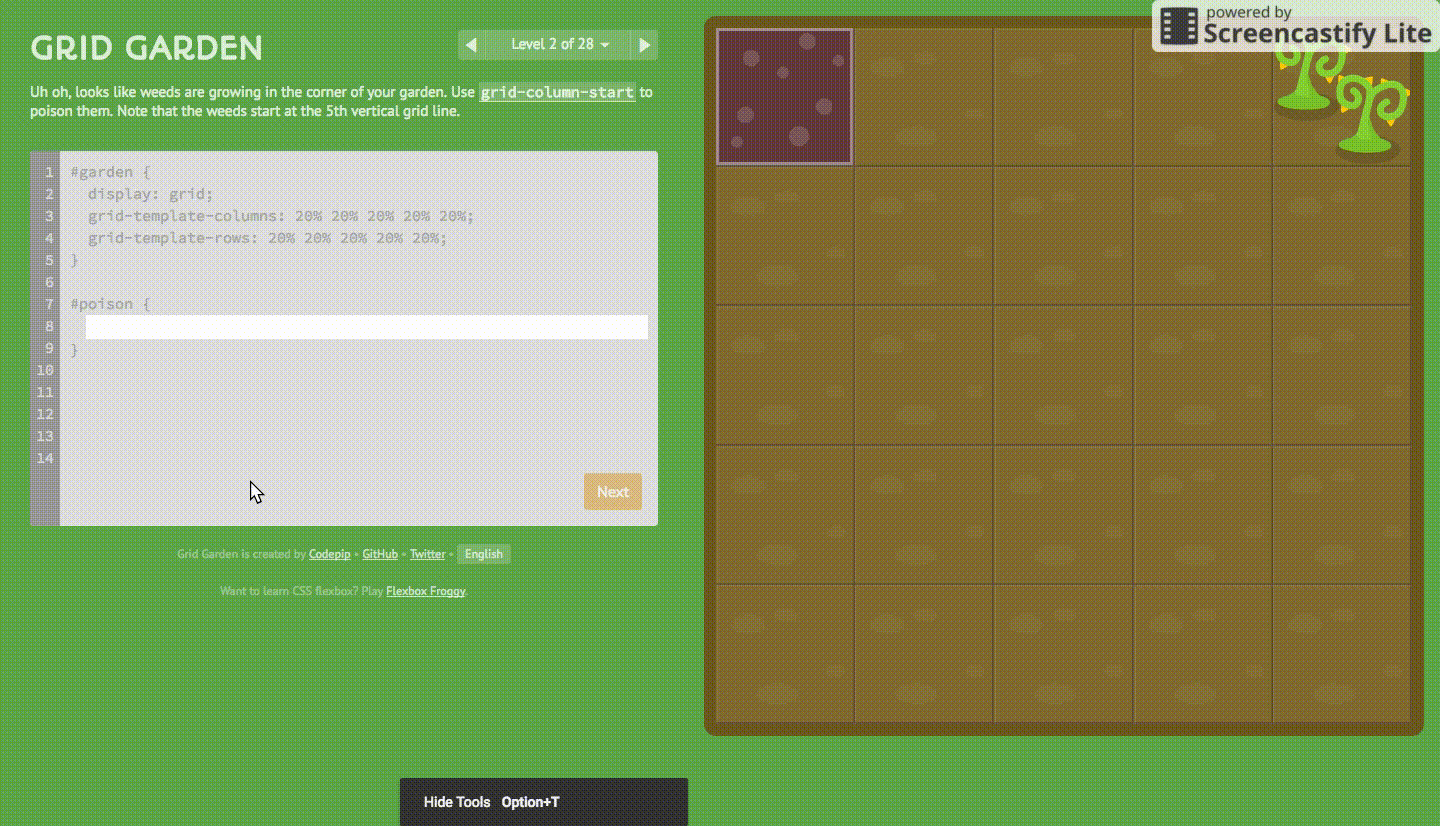 powered by
Screencastify Lite
GRID GARDEN
Level 2 of 28
Uh oh, looks like weeds are growing in the corner of your garden. Use grid-column-start to
poison them. Note that the weeds start at the 5th vertical grid line.
1 #garden {
2 display: grid;
3 grid-template-columns: 20% 20% 20% 20% 20%;
4 grid-template-rows: 20% 20% 20% 20% 20%;
5 }
6
7 #poison {
8
9 }
10
11
12
13
14
Next
Grid Garden is created by Codepip • GitHub • Twitter • English
Want to learn CSS flexbox? Play Flexbox Froggy.
Hide Tools Option+T